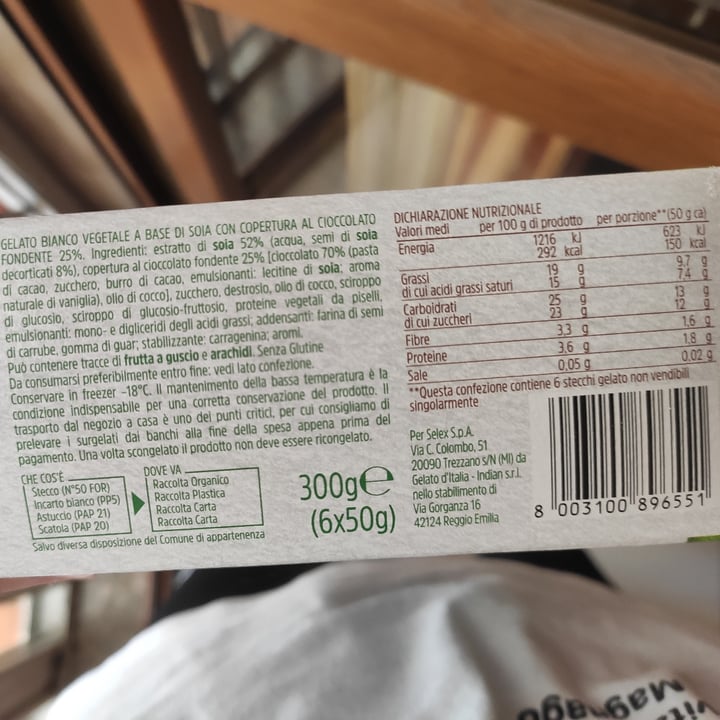 GELATO BIANCO VEGETALE A BASE DI SOIA CON COPERTURA AL CIOCCOLATO
FONDENTE 25%. Ingredienti: estratto di soia 52% (acqua, semi di soia
decorticati 8%), copertura al cioccolato fondente 25% [cioccolato 70% (pasta
di cacao, zucchero, burro di cacao, emulsionanti: lecitine di soia; aroma
naturale di vaniglia), olio di cocco], zucchero, destrosio, olio di cocco, sciroppo
di glucosio, sciroppo di glucosio-fruttosio, proteine vegetali da piselli,
emulsionanti: mono- e digliceridi degli acidi grassi; addensanti: farina di semi
di carrube, gomma di guar; stabilizzante: carragenina; aromi.
Può contenere tracce di frutta a guscio e arachidi. Senza Glutine
Da consumarsi preferibilmente entro fine: vedi lato confezione.
Conservare in freezer -18°C. Il mantenimento della bassa temperatura è la
condizione indispensabile per una corretta conservazione del prodotto. Il
trasporto dal negozio a casa è uno dei punti critici, per cui consigliamo di
prelevare i surgelati dai banchi alla fine della spesa appena prima del
pagamento. Una volta scongelato il prodotto non deve essere ricongelato.
CHE COS'È
Stecco (N°50 FOR)
Incarto bianco (PP5)
Astuccio (PAP 21)
Scatola (PAP 20)
DOVE VA
Raccolta Organico
Raccolta Plastica
Raccolta Carta
Raccolta Carta
Salvo diversa disposizione del Comune di appartenenza
300g℮
(6x50g)
DICHIARAZIONE NUTRIZIONALE
Valori medi per 100 g di prodotto per porzione**(50 g ca)
Energia 1216 kJ 623 kJ
292 kcal 150 kcal
Grassi 19 g 9,7 g
di cui acidi grassi saturi 15 g 7,4 g
Carboidrati 25 g 13 g
di cui zuccheri 23 g 12 g
Fibre 3,3 g 1,6 g
Proteine 3,6 g 1,8 g
Sale 0,05 g 0,02 g
**Questa confezione contiene 6 stecchi gelato non vendibili
singolarmente
Per Selex S.p.A.
Via C. Colombo, 51
20090 Trezzano S/N (MI) da
Gelato d'Italia - Indian s.r.l.
nello stabilimento di
Via Gorganza 16
42124 Reggio Emilia
8 003100 896551